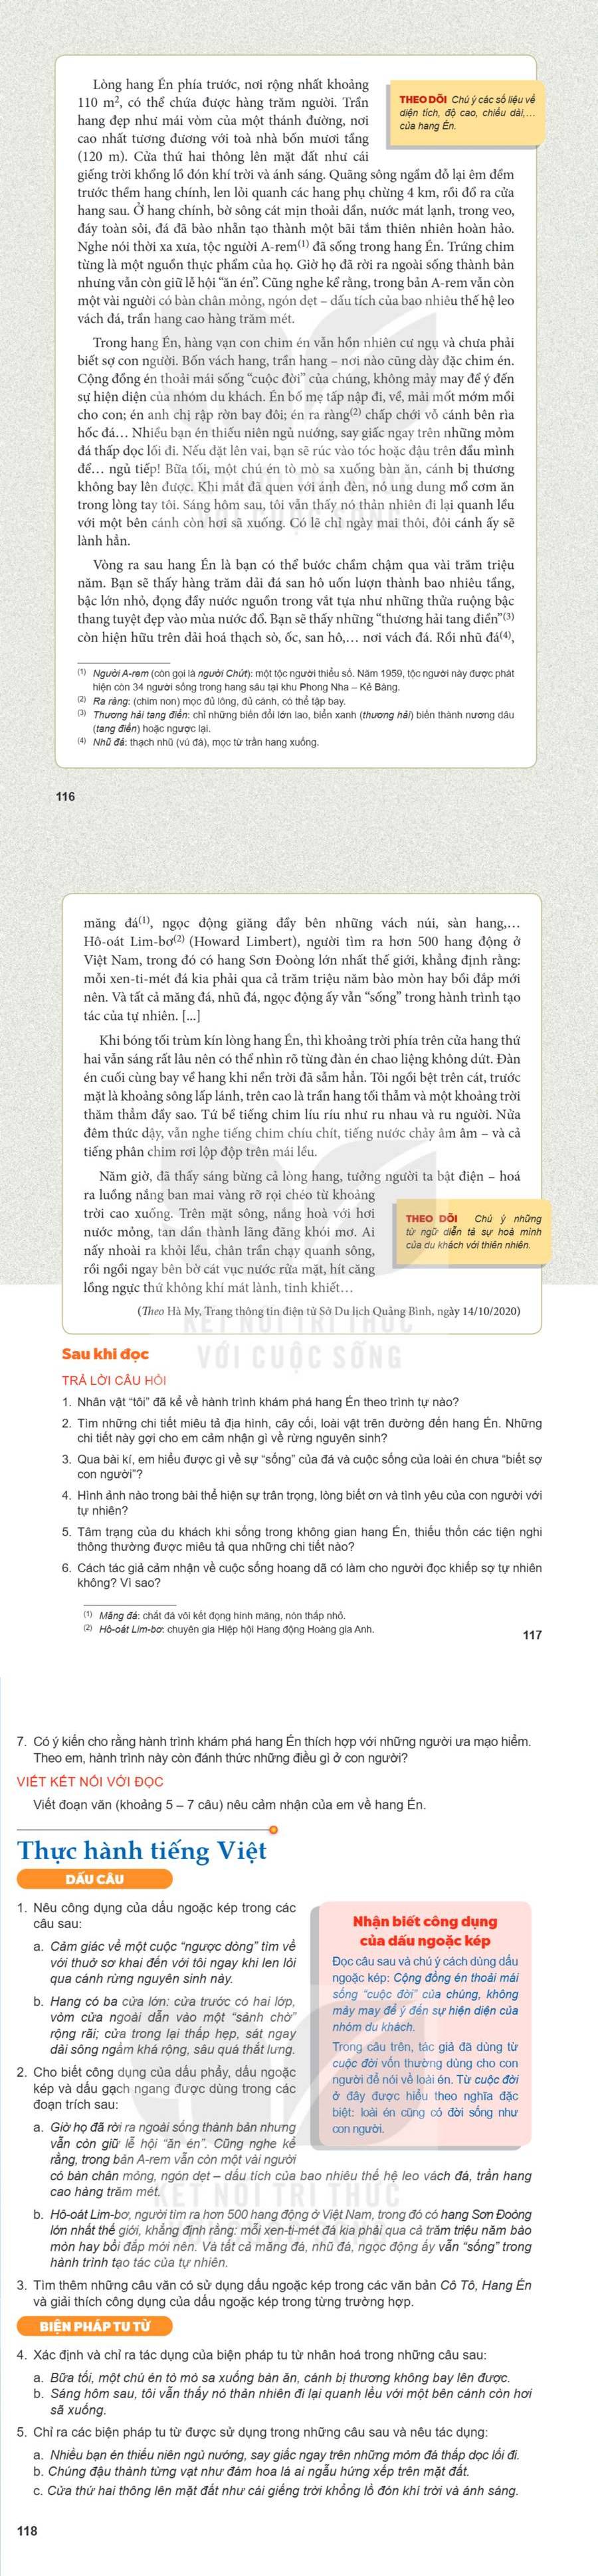 Lòng hang Én phía trước, nơi rộng nhất khoảng
110 m², có thể chứa được hàng trăm người. Trần
hang đẹp như mái vòm của một thánh đường, nơi
cao nhất tương đương với toà nhà bốn mươi tầng
(120 m). Cửa thứ hai thông lên mặt đất như cái
THEO DÕI Chú ý các số liệu về
diện tích, độ cao, chiều dài,...
của hang Én.
giếng trời khổng lồ đón khí trời và ánh sáng. Quãng sông ngầm đỗ lại êm đềm
trước thềm hang chính, len lỏi quanh các hang phụ chừng 4 km, rồi đổ ra cửa
hang sau. Ở hang chính, bờ sông cát mịn thoải dần, nước mát lạnh, trong veo,
đáy toàn sỏi, đá đã bào nhẵn tạo thành một bãi tắm thiên nhiên hoàn hảo.
Nghe nói thời xa xưa, tộc người A-rem(1) đã sống trong hang Én. Trứng chim
từng là một nguồn thực phẩm của họ. Giờ họ đã rời ra ngoài sống thành bản
nhưng vẫn còn giữ lễ hội “ăn én”. Cũng nghe kể rằng, trong bản A-rem vẫn còn
một vài người có bàn chân mỏng, ngón dẹt – dấu tích của bao nhiêu thế hệ leo
vách đá, trần hang cao hàng trăm mét.
Trong hang Én, hàng vạn con chim én vẫn hồn nhiên cư ngụ và chưa phải
biết sợ con người. Bốn vách hang, trần hang – nơi nào cũng dày đặc chim én.
Cộng đồng én thoải mái sống “cuộc đời” của chúng, không mảy may để ý đến
sự hiện diện của nhóm du khách. Én bố mẹ tấp nập đi, về, mải mốt mớm mồi
cho con; én anh chị rập rờn bay đôi; én ra ràng(2) chấp chới vỗ cánh bên rìa
hốc đá... Nhiều bạn én thiếu niên ngủ nướng, say giấc ngay trên những mỏm
đá thấp dọc lối đi. Nếu đặt lên vai, bạn sẽ rúc vào tóc hoặc đậu trên đầu mình
để... ngủ tiếp! Bữa tối, một chú én tò mò sa xuống bàn ăn, cánh bị thương
không bay lên được. Khi mắt đã quen với ánh đèn, nó ung dung mổ cơm ăn
trong lòng tay tôi. Sáng hôm sau, tôi vẫn thấy nó thản nhiên đi lại quanh lều
với một bên cánh còn hơi sã xuống. Có lẽ chỉ ngày mai thôi, đôi cánh ấy sẽ
lành hẳn.
Vòng ra sau hang Én là bạn có thể bước chầm chậm qua vài trăm triệu
năm. Bạn sẽ thấy hàng trăm dải đá san hô uốn lượn thành bao nhiêu tầng,
bậc lớn nhỏ, đọng đầy nước nguồn trong vắt tựa như những thửa ruộng bậc
thang tuyệt đẹp vào mùa nước đổ. Bạn sẽ thấy những “thương hải tang điền”(3)
còn hiện hữu trên dải hoá thạch sò, ốc, san hô,... nơi vách đá. Rồi nhũ đá(4),
(1) Người A-rem (còn gọi là người Chứt): một tộc người thiểu số. Năm 1959, tộc người này được phát
hiện còn 34 người sống trong hang sâu tại khu Phong Nha – Kẻ Bàng.
(2) Ra ràng: (chim non) mọc đủ lông, đủ cánh, có thể tập bay.
(3) Thương hải tang điền: chỉ những biến đổi lớn lao, biển xanh (thương hải) biến thành nương dâu
(tang điền) hoặc ngược lại.
(4) Nhũ đá: thạch nhũ (vú đá), mọc từ trần hang xuống.
116
măng đá(1), ngọc động giăng đầy bên những vách núi, sàn hang,...
Hô-oát Lim-bơ(2) (Howard Limbert), người tìm ra hơn 500 hang động ở
Việt Nam, trong đó có hang Sơn Đoòng lớn nhất thế giới, khẳng định rằng:
mỗi xen-ti-mét đá kia phải qua cả trăm triệu năm bào mòn hay bồi đắp mới
nên. Và tất cả măng đá, nhũ đá, ngọc động ấy vẫn “sống” trong hành trình tạo
tác của tự nhiên. [...]
Khi bóng tối trùm kín lòng hang Én, thì khoảng trời phía trên cửa hang thứ
hai vẫn sáng rất lâu nên có thể nhìn rõ từng đàn én chao liệng không dứt. Đàn
én cuối cùng bay về hang khi nền trời đã sẫm hẳn. Tôi ngồi bệt trên cát, trước
mặt là khoảng sông lấp lánh, trên cao là trần hang tối thẫm và một khoảng trời
thăm thẳm đầy sao. Tứ bề tiếng chim líu ríu như ru nhau và ru người. Nửa
đêm thức dậy, vẫn nghe tiếng chim chíu chít, tiếng nước chảy âm âm – và cả
tiếng phân chim rơi lộp độp trên mái lều.
Năm giờ, đã thấy sáng bừng cả lòng hang, tưởng người ta bật điện – hoá
ra luồng nắng ban mai vàng rỡ rọi chéo từ khoảng
trời cao xuống. Trên mặt sông, nắng hoà với hơi
nước mỏng, tan dần thành lãng đãng khói mơ. Ai
nấy nhoài ra khỏi lều, chân trần chạy quanh sông,
rồi ngồi ngay bên bờ cát vục nước rửa mặt, hít căng
lồng ngực thứ không khí mát lành, tinh khiết...
THEO DÕI Chú ý những
từ ngữ diễn tả sự hoà mình
của du khách với thiên nhiên.
(Theo Hà My, Trang thông tin điện tử Sở Du lịch Quảng Bình, ngày 14/10/2020)
KẾT NỐI TRI THỨC
VỚI CUỘC SỐNG
Sau khi đọc
TRẢ LỜI CÂU HỎI
1. Nhân vật “tôi” đã kể về hành trình khám phá hang Én theo trình tự nào?
2. Tìm những chi tiết miêu tả địa hình, cây cối, loài vật trên đường đến hang Én. Những
chi tiết này gợi cho em cảm nhận gì về rừng nguyên sinh?
3. Qua bài kí, em hiểu được gì về sự “sống” của đá và cuộc sống của loài én chưa “biết sợ
con người”?
4. Hình ảnh nào trong bài thể hiện sự trân trọng, lòng biết ơn và tình yêu của con người với
tự nhiên?
5. Tâm trạng của du khách khi sống trong không gian hang Én, thiếu thốn các tiện nghi
thông thường được miêu tả qua những chi tiết nào?
6. Cách tác giả cảm nhận về cuộc sống hoang dã có làm cho người đọc khiếp sợ tự nhiên
không? Vì sao?
(1) Măng đá: chất đá vôi kết đọng hình măng, nón thấp nhỏ.
(2) Hô-oát Lim-bơ: chuyên gia Hiệp hội Hang động Hoàng gia Anh.
117
7. Có ý kiến cho rằng hành trình khám phá hang Én thích hợp với những người ưa mạo hiểm.
Theo em, hành trình này còn đánh thức những điều gì ở con người?
VIẾT KẾT NỐI VỚI ĐỌC
Viết đoạn văn (khoảng 5 – 7 câu) nêu cảm nhận của em về hang Én.
Thực hành tiếng Việt
DẤU CÂU
1. Nêu công dụng của dấu ngoặc kép trong các
câu sau:
a. Cảm giác về một cuộc “ngược dòng” tìm về
với thuở sơ khai đến với tôi ngay khi len lỏi
qua cánh rừng nguyên sinh này.
b. Hang có ba cửa lớn: cửa trước có hai lớp,
vòm cửa ngoài dẫn vào một “sảnh chờ”
rộng rãi; cửa trong lại thấp hẹp, sát ngay
dải sông ngầm khá rộng, sâu quá thắt lưng.
2. Cho biết công dụng của dấu phẩy, dấu ngoặc
kép và dấu gạch ngang được dùng trong các
đoạn trích sau:
a. Giờ họ đã rời ra ngoài sống thành bản nhưng
vẫn còn giữ lễ hội “ăn én”. Cũng nghe kể
rằng, trong bản A-rem vẫn còn một vài người
Nhận biết công dụng
của dấu ngoặc kép
Đọc câu sau và chú ý cách dùng dấu
ngoặc kép: Cộng đồng én thoải mái
sống “cuộc đời” của chúng, không
mảy may để ý đến sự hiện diện của
nhóm du khách.
Trong câu trên, tác giả đã dùng từ
cuộc đời vốn thường dùng cho con
người để nói về loài én. Từ cuộc đời
ở đây được hiểu theo nghĩa đặc
biệt: loài én cũng có đời sống như
con người.
có bàn chân mỏng, ngón dẹt – dấu tích của bao nhiêu thế hệ leo vách đá, trần hang
cao hàng trăm mét.
b. Hô-oát Lim-bơ, người tìm ra hơn 500 hang động ở Việt Nam, trong đó có hang Sơn Đoòng
lớn nhất thế giới, khẳng định rằng: mỗi xen-ti-mét đá kia phải qua cả trăm triệu năm bào
mòn hay bồi đắp mới nên. Và tất cả măng đá, nhũ đá, ngọc động ấy vẫn “sống” trong
hành trình tạo tác của tự nhiên.
3. Tìm thêm những câu văn có sử dụng dấu ngoặc kép trong các văn bản Cô Tô, Hang Én
và giải thích công dụng của dấu ngoặc kép trong từng trường hợp.
BIỆN PHÁP TU TỪ
4. Xác định và chỉ ra tác dụng của biện pháp tu từ nhân hoá trong những câu sau:
a. Bữa tối, một chú én tò mò sa xuống bàn ăn, cánh bị thương không bay lên được.
b. Sáng hôm sau, tôi vẫn thấy nó thản nhiên đi lại quanh lều với một bên cánh còn hơi
sã xuống.
5. Chỉ ra các biện pháp tu từ được sử dụng trong những câu sau và nêu tác dụng:
a. Nhiều bạn én thiếu niên ngủ nướng, say giấc ngay trên những mỏm đá thấp dọc lối đi.
b. Chúng đậu thành từng vạt như đám hoa lá ai ngẫu hứng xếp trên mặt đất.
c. Cửa thứ hai thông lên mặt đất như cái giếng trời khổng lồ đón khí trời và ánh sáng.
118